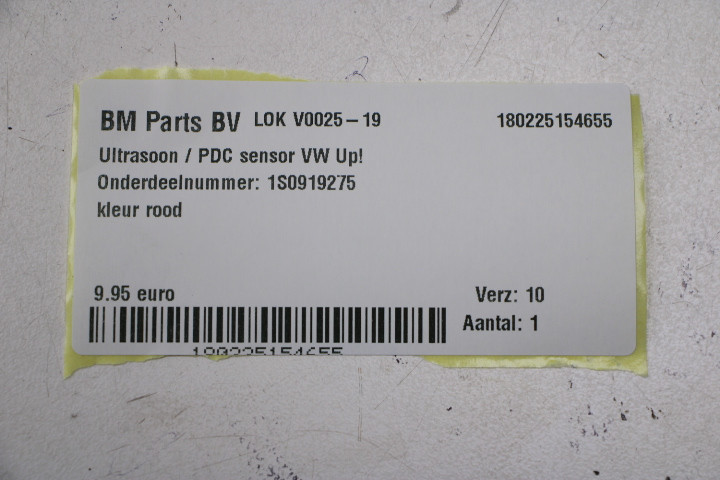 BM Parts BV LOK V0025-19 180225154655
Ultrasoon / PDC sensor VW Up!
Onderdeelnummer: 1S0919275
kleur rood
9.95 euro Verz: 10
Aantal: 1
180225154655